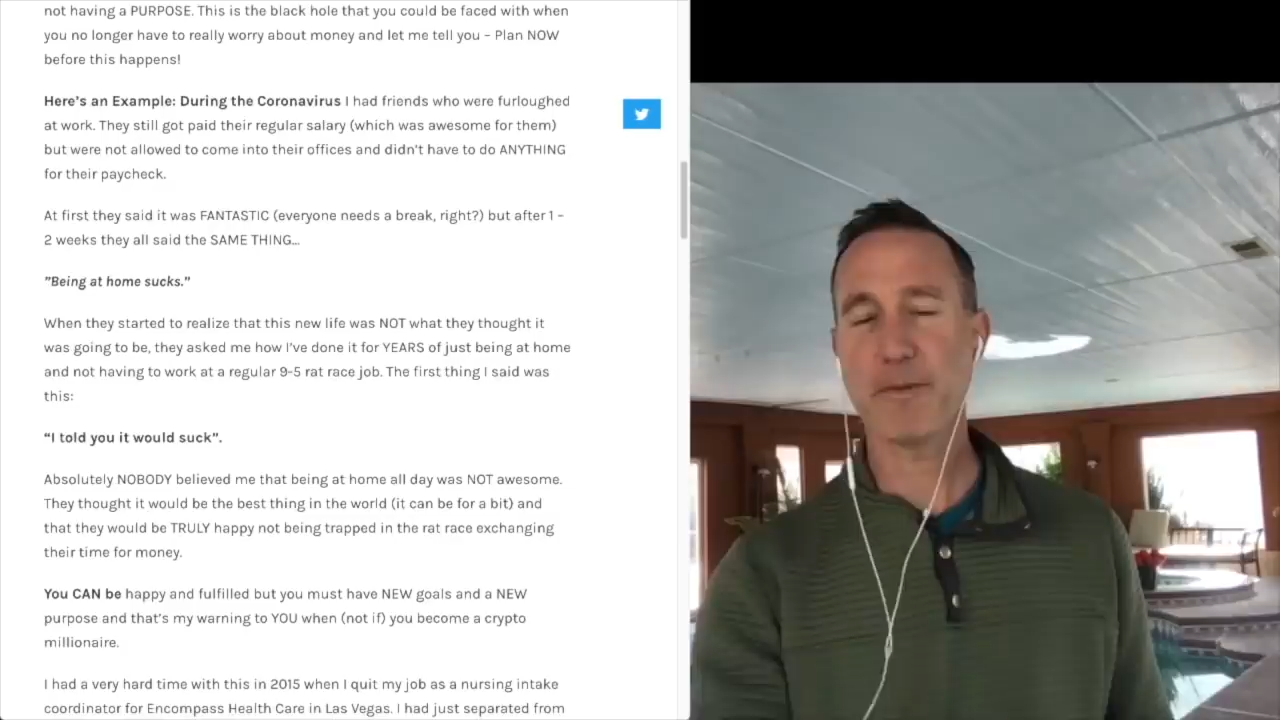 not having a PURPOSE. This is the black hole that you could be faced with when
you no longer have to really worry about money and let me tell you – Plan NOW
before this happens!
Here’s an Example: During the Coronavirus I had friends who were furloughed
at work. They still got paid their regular salary (which was awesome for them)
but were not allowed to come into their offices and didn’t have to do ANYTHING
for their paycheck.
At first they said it was FANTASTIC (everyone needs a break, right?) but after 1 –
2 weeks they all said the SAME THING…
”Being at home sucks.”
When they started to realize that this new life was NOT what they thought it
was going to be, they asked me how I’ve done it for YEARS of just being at home
and not having to work at a regular 9-5 rat race job. The first thing I said was
this:
“I told you it would suck”.
Absolutely NOBODY believed me that being at home all day was NOT awesome.
They thought it would be the best thing in the world (it can be for a bit) and
that they would be TRULY happy not being trapped in the rat race exchanging
their time for money.
You CAN be happy and fulfilled but you must have NEW goals and a NEW
purpose and that’s my warning to YOU when (not if) you become a crypto
millionaire.
I had a very hard time with this in 2015 when I quit my job as a nursing intake
coordinator for Encompass Health Care in Las Vegas. I had just separated from